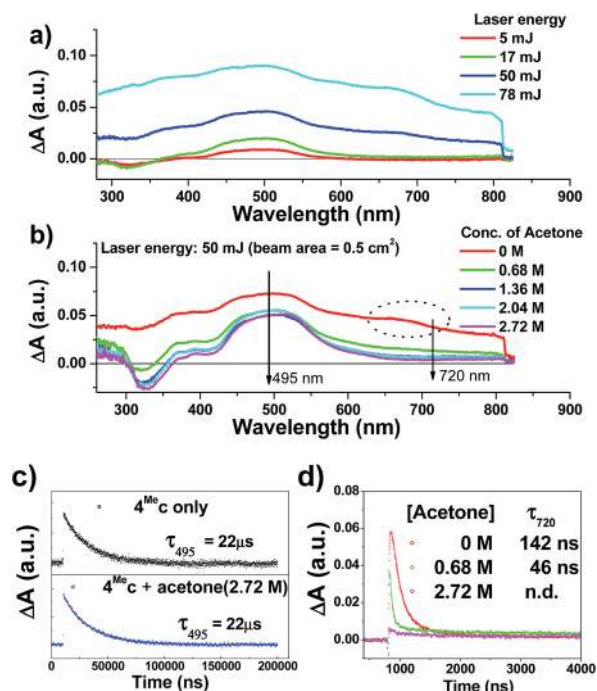 a)
Laser energy
5 mJ
17 mJ
50 mJ
78 mJ
0.10
0.05
0.00
ΔA (a.u.)
300 400 500 600 700 800 900
Wavelength (nm)
b)
Laser energy: 50 mJ (beam area = 0.5 cm²)
Conc. of Acetone
0 M
0.68 M
1.36 M
2.04 M
2.72 M
0.10
0.05
0.00
ΔA (a.u.)
495 nm
720 nm
300 400 500 600 700 800 900
Wavelength (nm)
c)
4ᴹᵉc only
τ₄₉₅ = 22μs
4ᴹᵉc + acetone(2.72 M)
τ₄₉₅ = 22μs
ΔA (a.u.)
0 50000 100000 150000 200000
Time (ns)
d)
[Acetone] τ₇₂₀
0 M 142 ns
0.68 M 46 ns
2.72 M n.d.
0.08
0.06
0.04
0.02
0.00
ΔA (a.u.)
1000 2000 3000 4000
Time (ns)